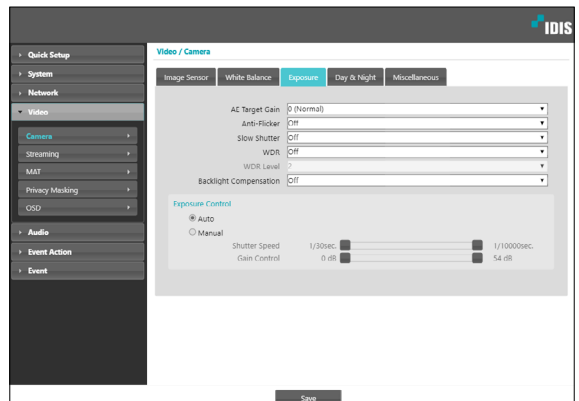 IDIS
Quick Setup
System
Network
Video
Camera
Streaming
MAT
Privacy Masking
OSD
Audio
Event Action
Event
Video / Camera
Image Sensor White Balance Exposure Day & Night Miscellaneous
AE Target Gain 0 (Normal)
Anti-Flicker Off
Slow Shutter Off
WDR Off
WDR Level 2
Backlight Compensation Off
Exposure Control
Auto
Manual
Shutter Speed 1/30sec. 1/10000sec.
Gain Control 0 dB 54 dB
Save